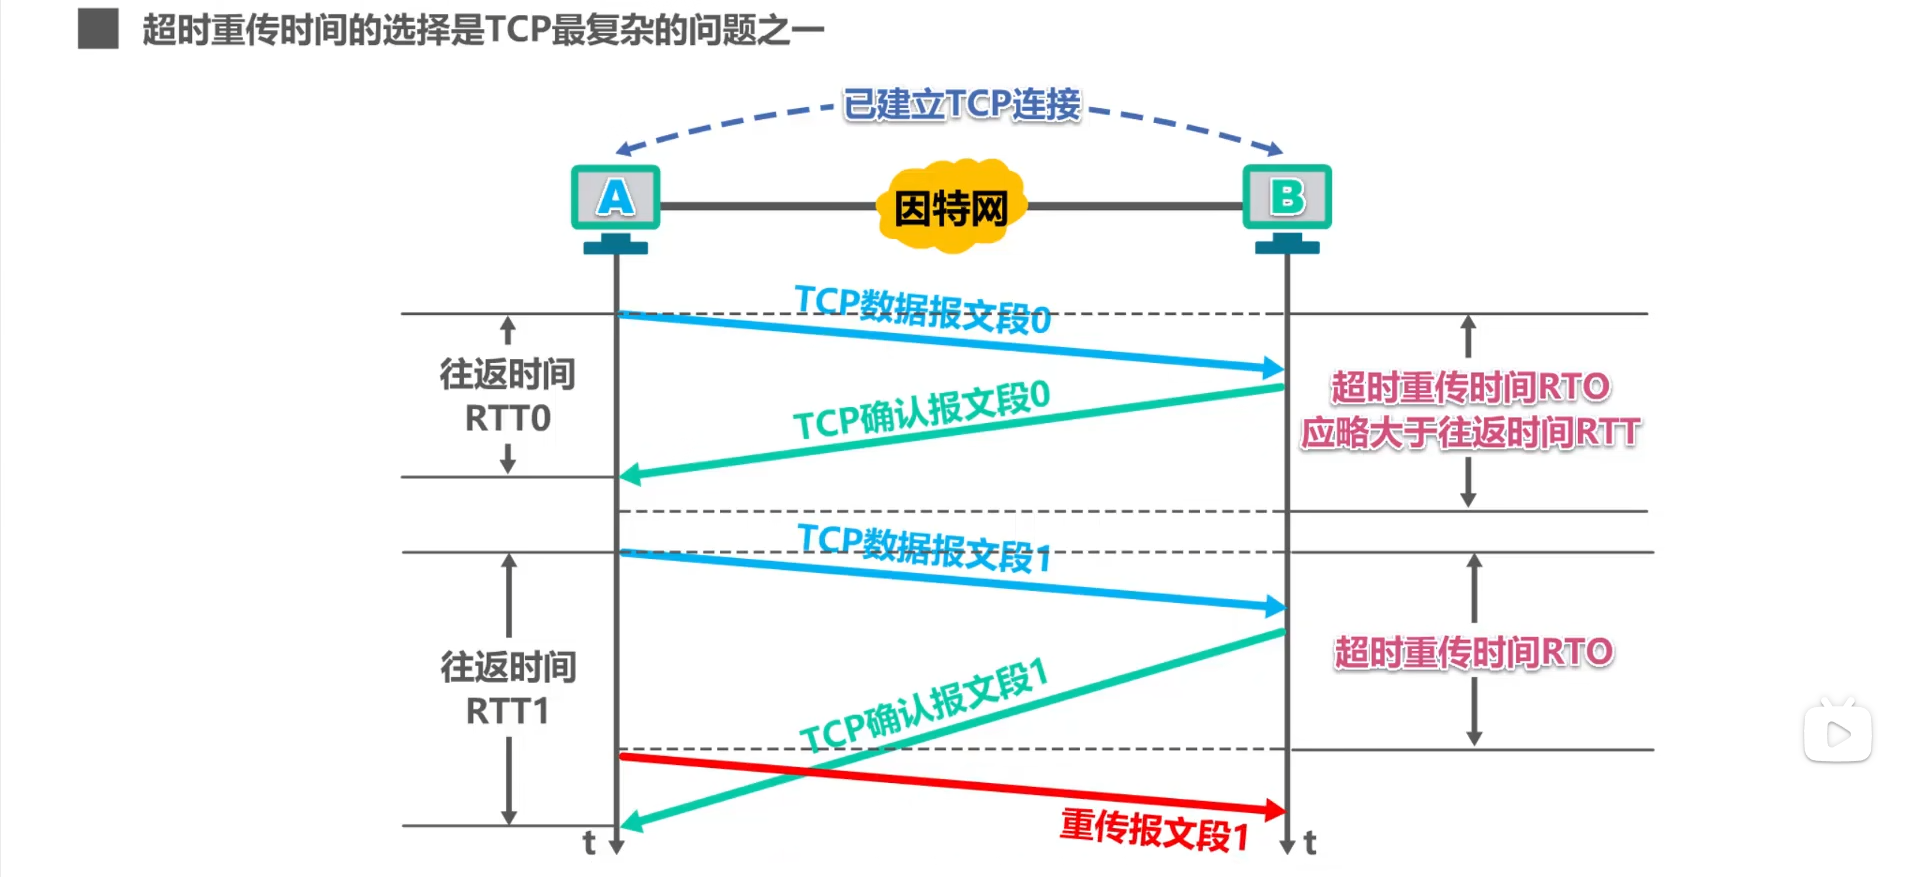 超时重传时间的选择是TCP最复杂的问题之一
已建立TCP连接
A
因特网
B
TCP数据报文段0
往返时间
RTT0
TCP确认报文段0
超时重传时间RTO
应略大于往返时间RTT
TCP数据报文段1
往返时间
RTT1
超时重传时间RTO
TCP确认报文段1
重传报文段1
t
t